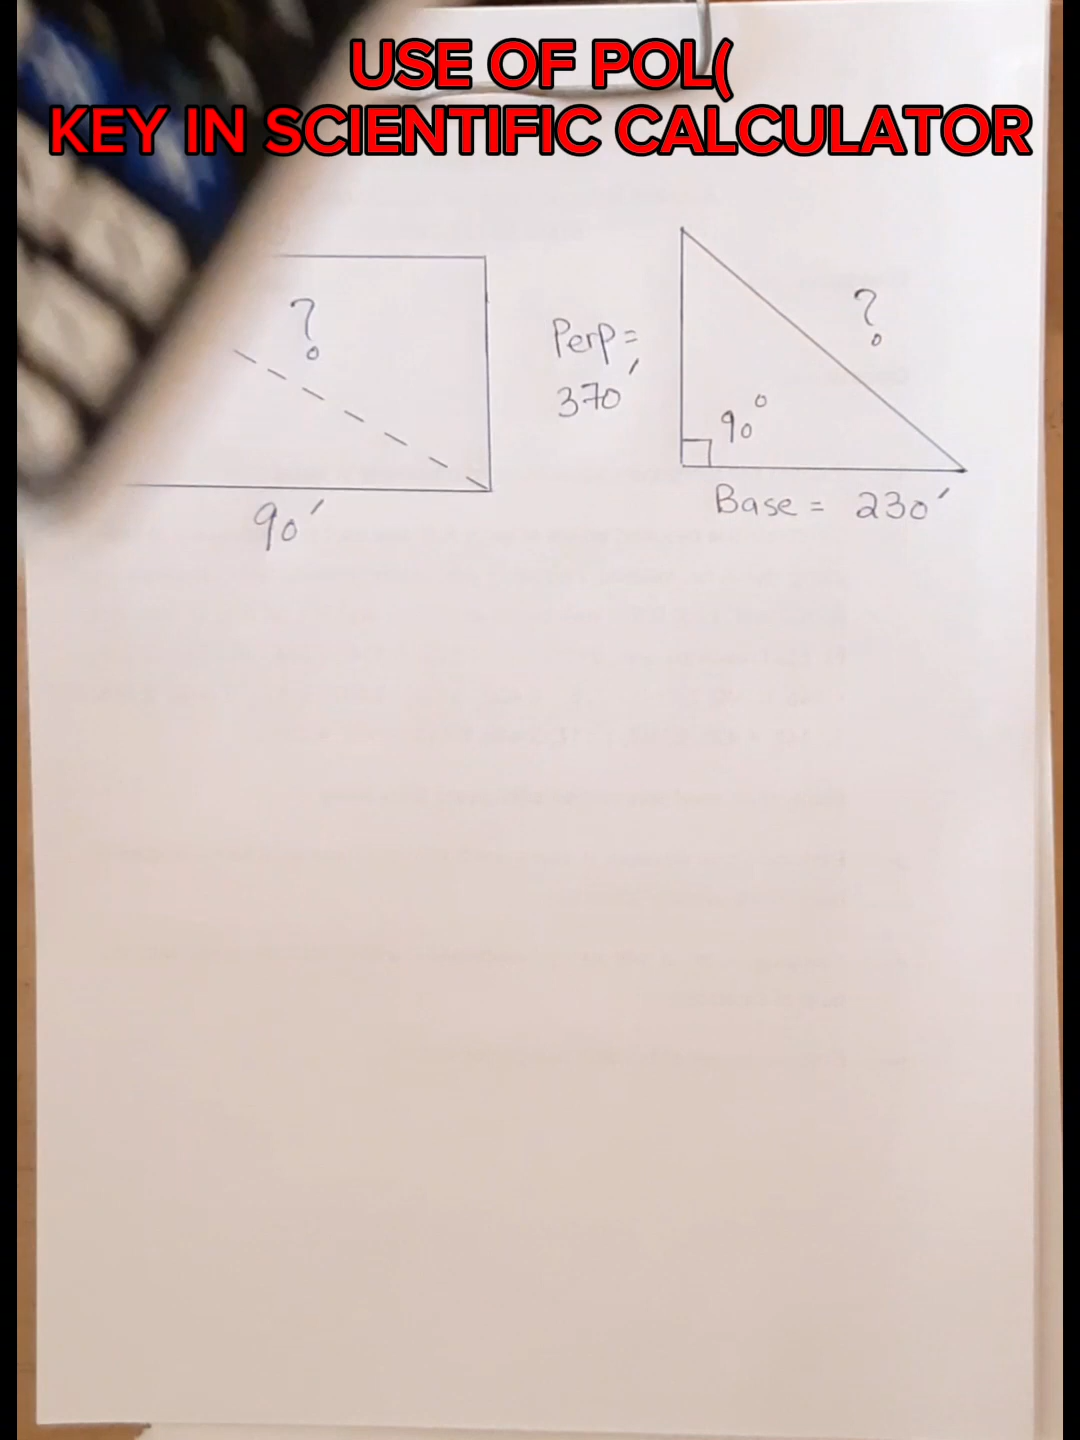 USE OF POL(
KEY IN SCIENTIFIC CALCULATOR
?
90'
Perp =
370'
?
90°
Base = 230'